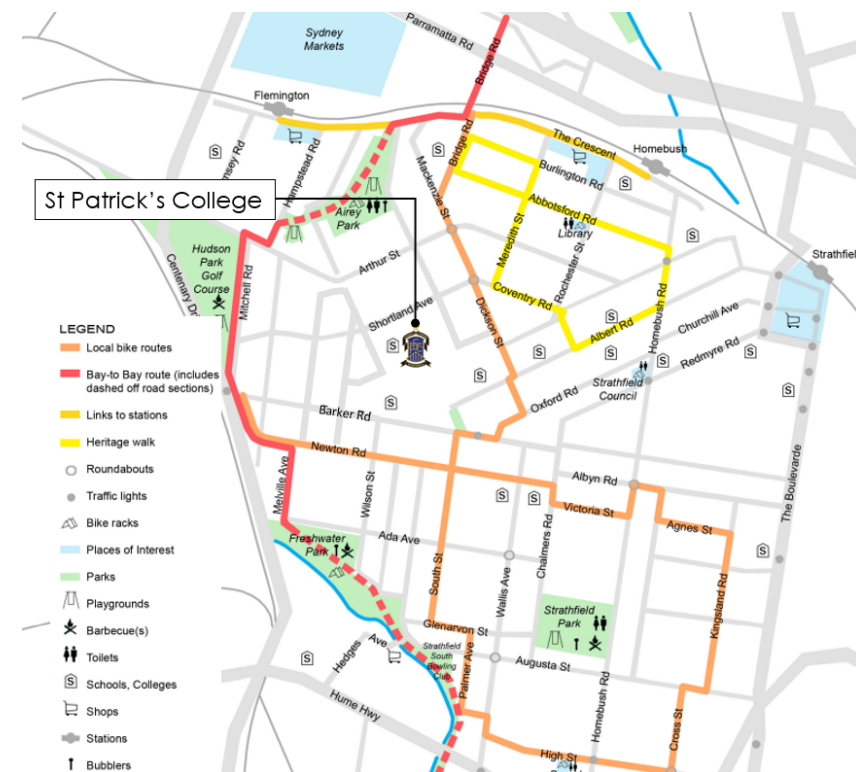 Sydney
Markets
Parramatta Rd
Bridge Rd
Flemington
The Crescent
Homebush
Bridge Rd
Burlington Rd
Hampstead Rd
Mackenzie St
Abbotsford Rd
St Patrick's College
Airey
Park
Meredith St
Library
Strathfiel
Hudson
Park
Golf
Course
Arthur St
Rochester St
Centenary Dr
Mitchell Rd
Coventry Rd
Homebush Rd
Shortland Ave
Dickson St
Albert Rd
Churchill Ave
Redmyre Rd
LEGEND
Local bike routes
Bay-to Bay route (includes
dashed off road sections)
Links to stations
Heritage walk
Roundabouts
Traffic lights
Bike racks
Places of Interest
Parks
Playgrounds
Barbecue(s)
Toilets
Schools, Colleges
Shops
Stations
Bubblers
Strathfield
Council
Oxford Rd
Barker Rd
Newton Rd
Melville Ave
Wilson St
Albyn Rd
The Boulevarde
Victoria St
Agnes St
Ada Ave
Chalmers Rd
Freshwater
Park
South St
Wallis Ave
Kingsland Rd
Strathfield
Park
Glenarvon St
Hedges
Ave
Strathfield
South
Bowling
Club
Palmer Ave
Augusta St
Homebush Rd
Hume Hwy
Cross St
High St